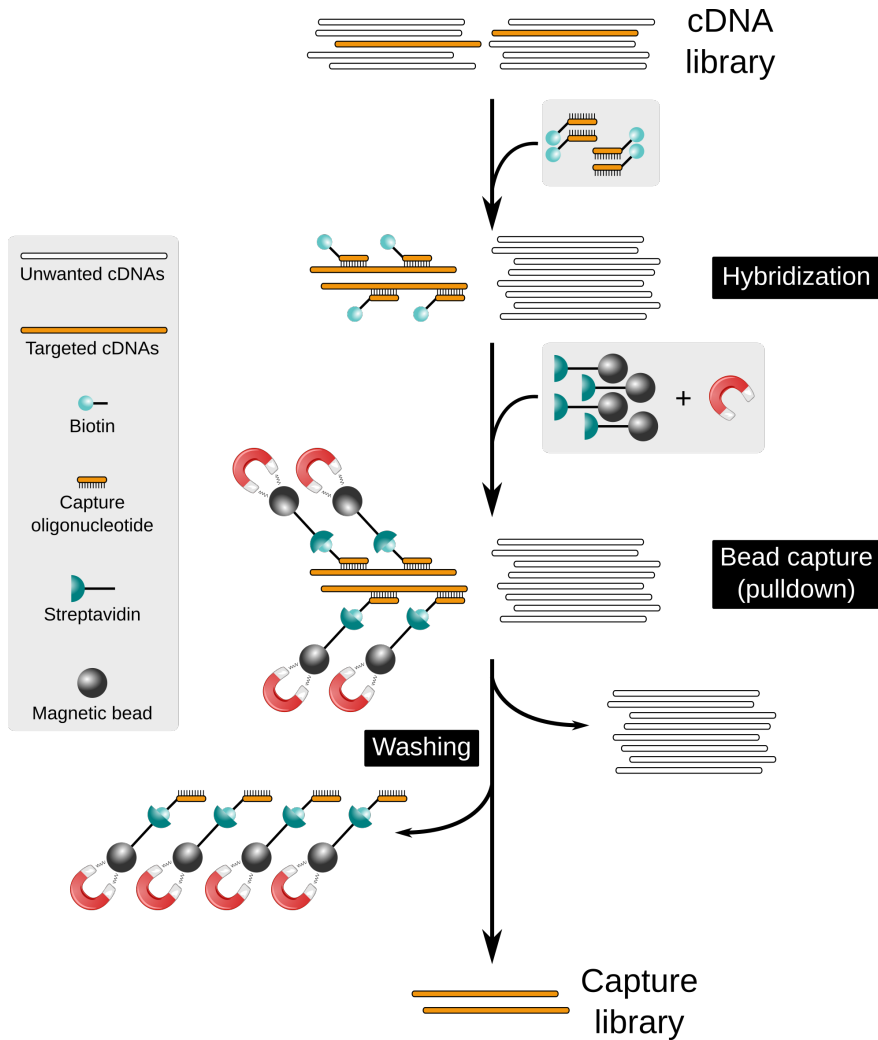 cDNA
library
Unwanted cDNAs
Targeted cDNAs
Biotin
Capture
oligonucleotide
Streptavidin
Magnetic bead
Hybridization
+
Bead capture
(pulldown)
Washing
Capture
library